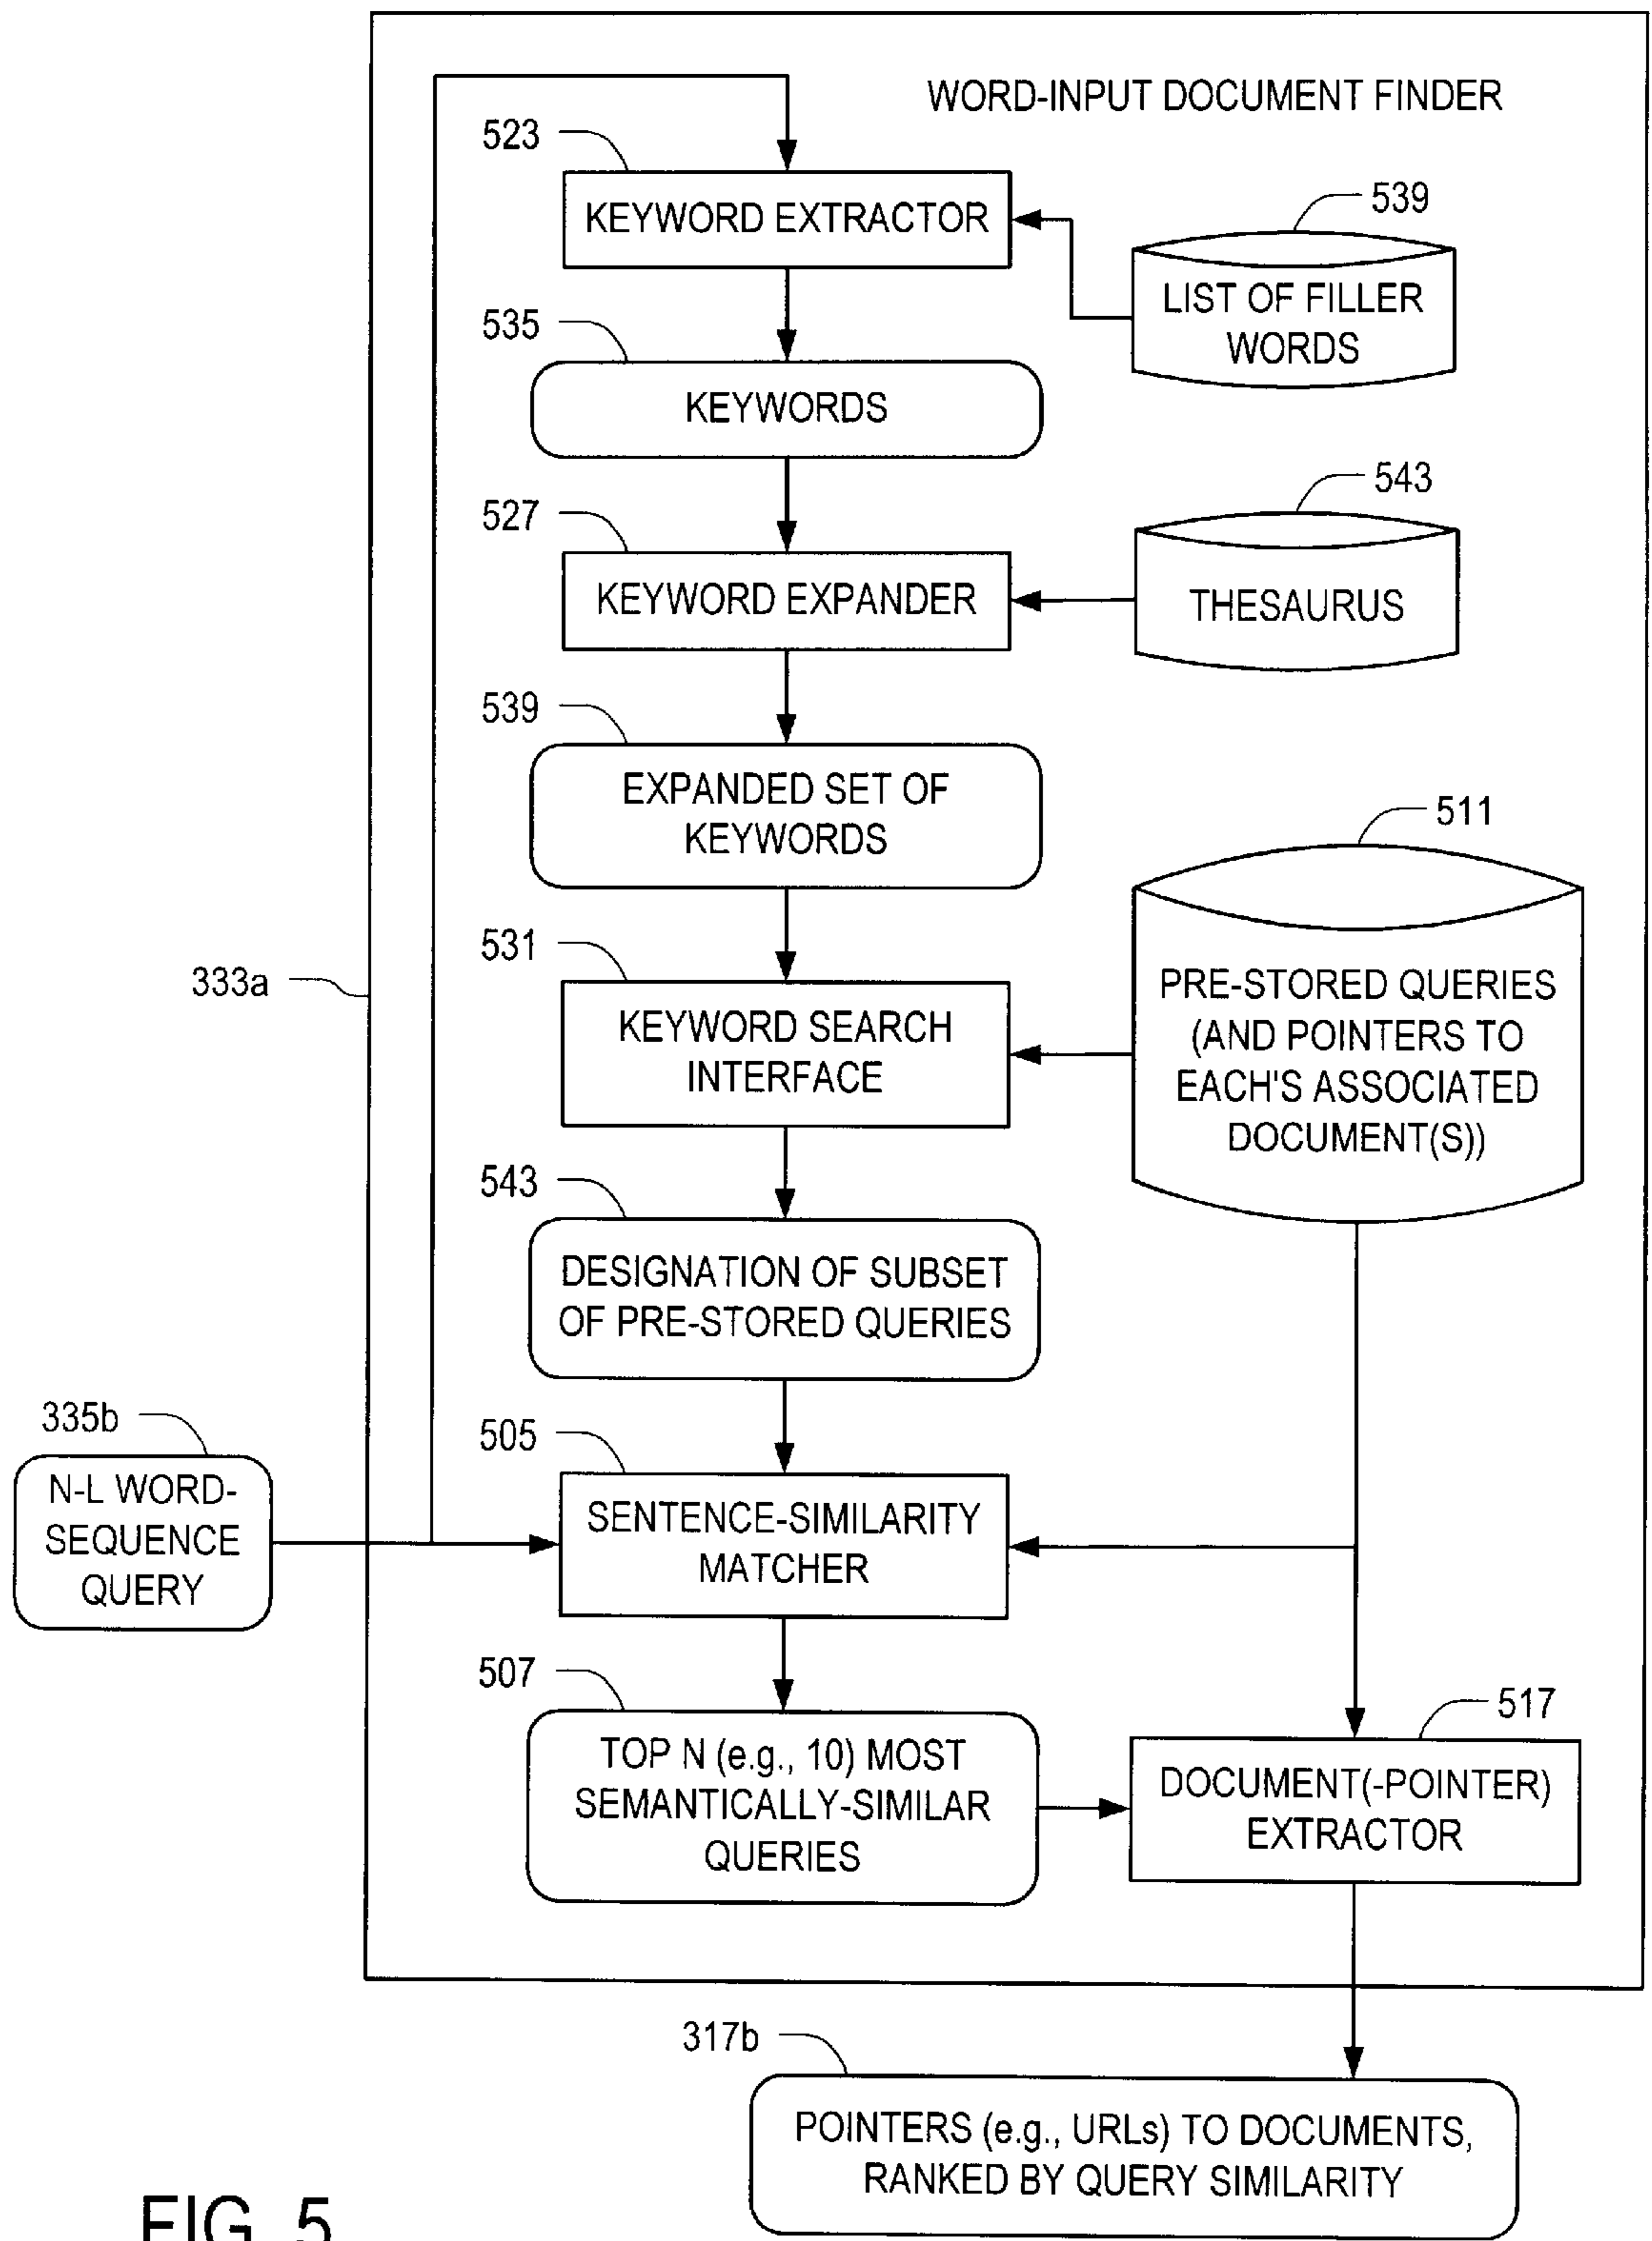 WORD-INPUT DOCUMENT FINDER
523
KEYWORD EXTRACTOR
539
LIST OF FILLER
WORDS
535
KEYWORDS
543
527
KEYWORD EXPANDER
THESAURUS
539
EXPANDED SET OF
KEYWORDS
511
531
333a
KEYWORD SEARCH
INTERFACE
PRE-STORED QUERIES
(AND POINTERS TO
EACH'S ASSOCIATED
DOCUMENT(S))
543
DESIGNATION OF SUBSET
OF PRE-STORED QUERIES
335b
N-L WORD-
SEQUENCE
QUERY
505
SENTENCE-SIMILARITY
MATCHER
507
TOP N (e.g., 10) MOST
SEMANTICALLY-SIMILAR
QUERIES
517
DOCUMENT(-POINTER)
EXTRACTOR
317b
POINTERS (e.g., URLs) TO DOCUMENTS,
RANKED BY QUERY SIMILARITY
FIG. 5